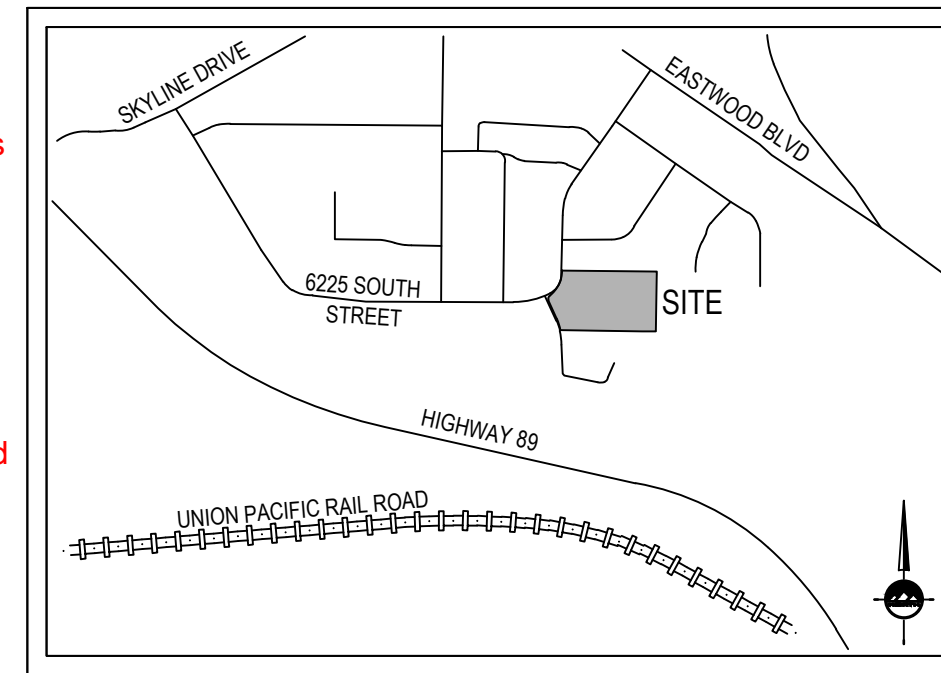 SKYLINE DRIVE
EASTWOOD BLVD
s
6225 SOUTH
STREET
SITE
HIGHWAY 89
d
UNION PACIFIC RAIL ROAD